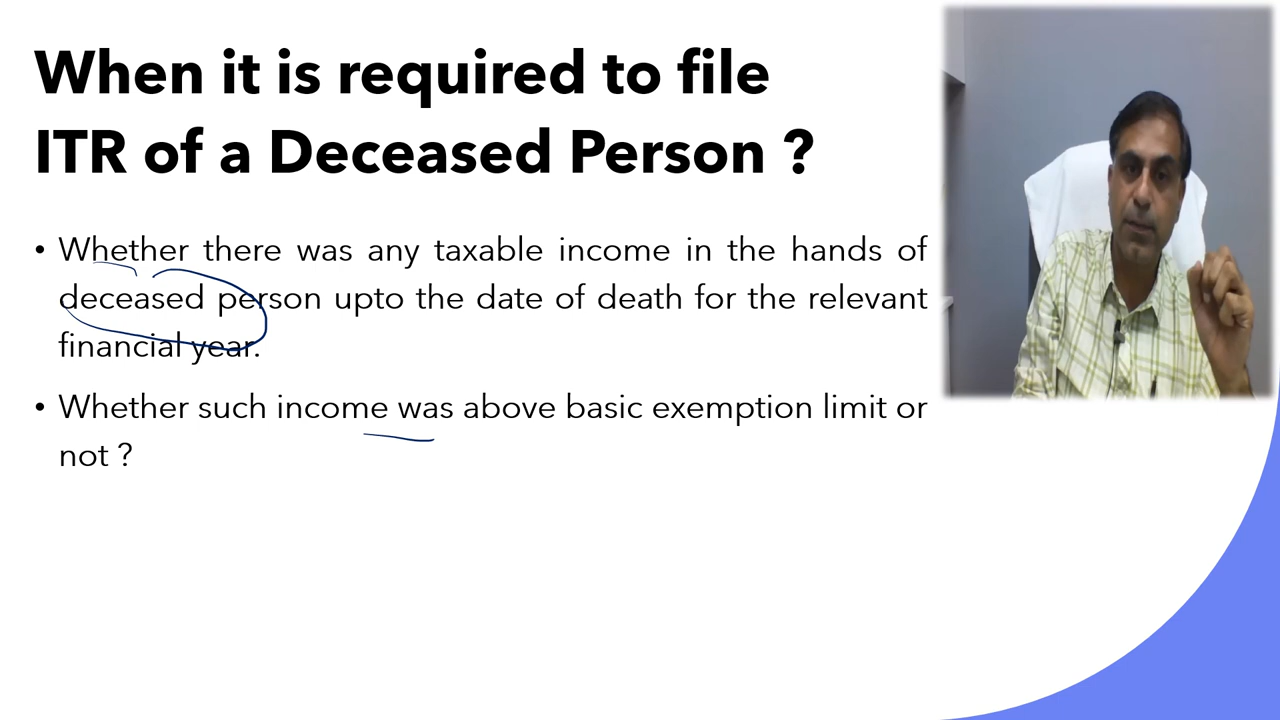 When it is required to file
ITR of a Deceased Person ?
• Whether there was any taxable income in the hands of
deceased person upto the date of death for the relevant
financial year.
• Whether such income was above basic exemption limit or
not ?